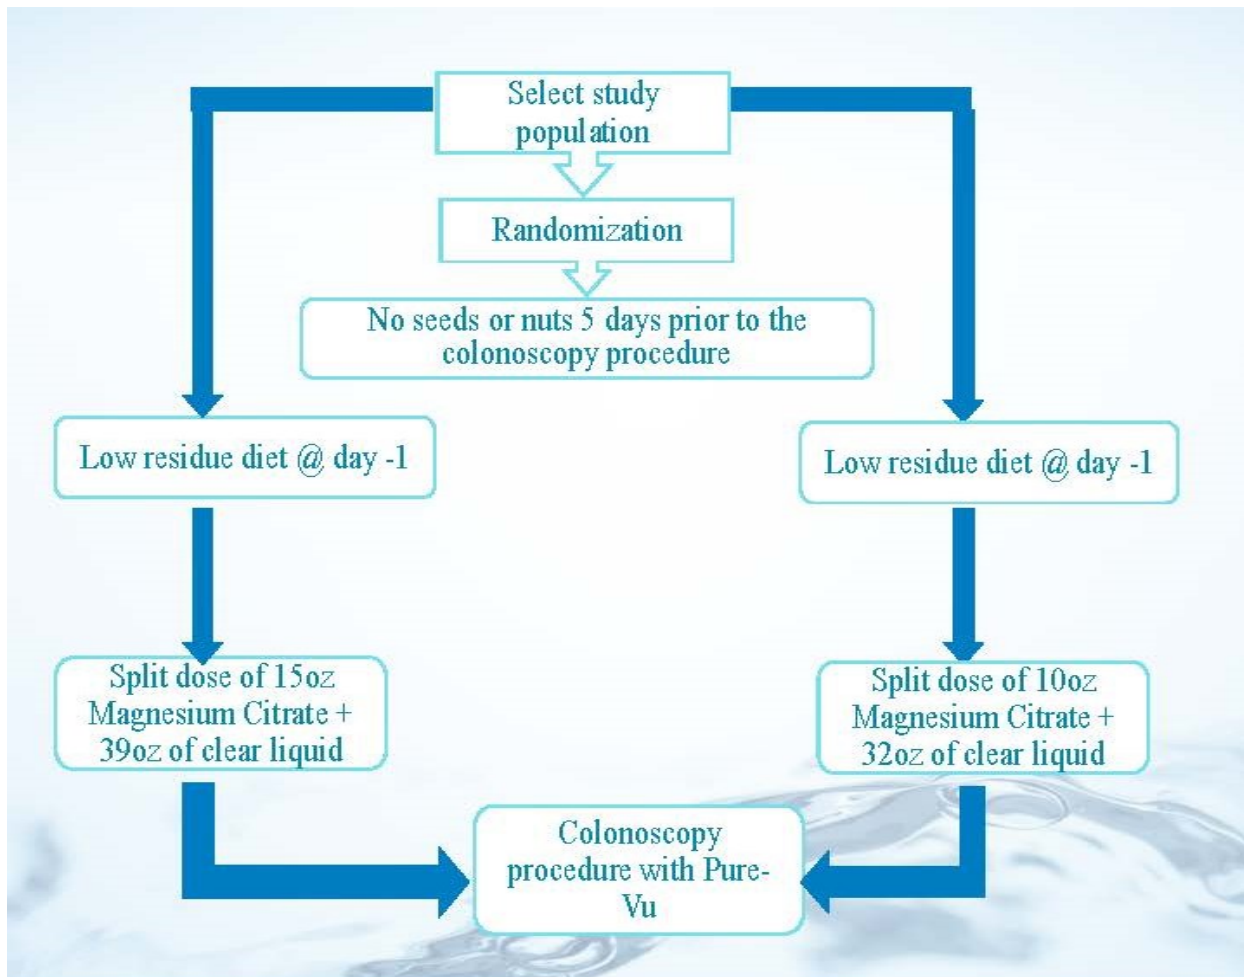 Select study
population
Randomization
No seeds or nuts 5 days prior to the
colonoscopy procedure
Low residue diet @ day -1
Low residue diet @ day -1
Split dose of 15oz
Magnesium Citrate +
39oz of clear liquid
Split dose of 10oz
Magnesium Citrate +
32oz of clear liquid
Colonoscopy
procedure with Pure-
Vu